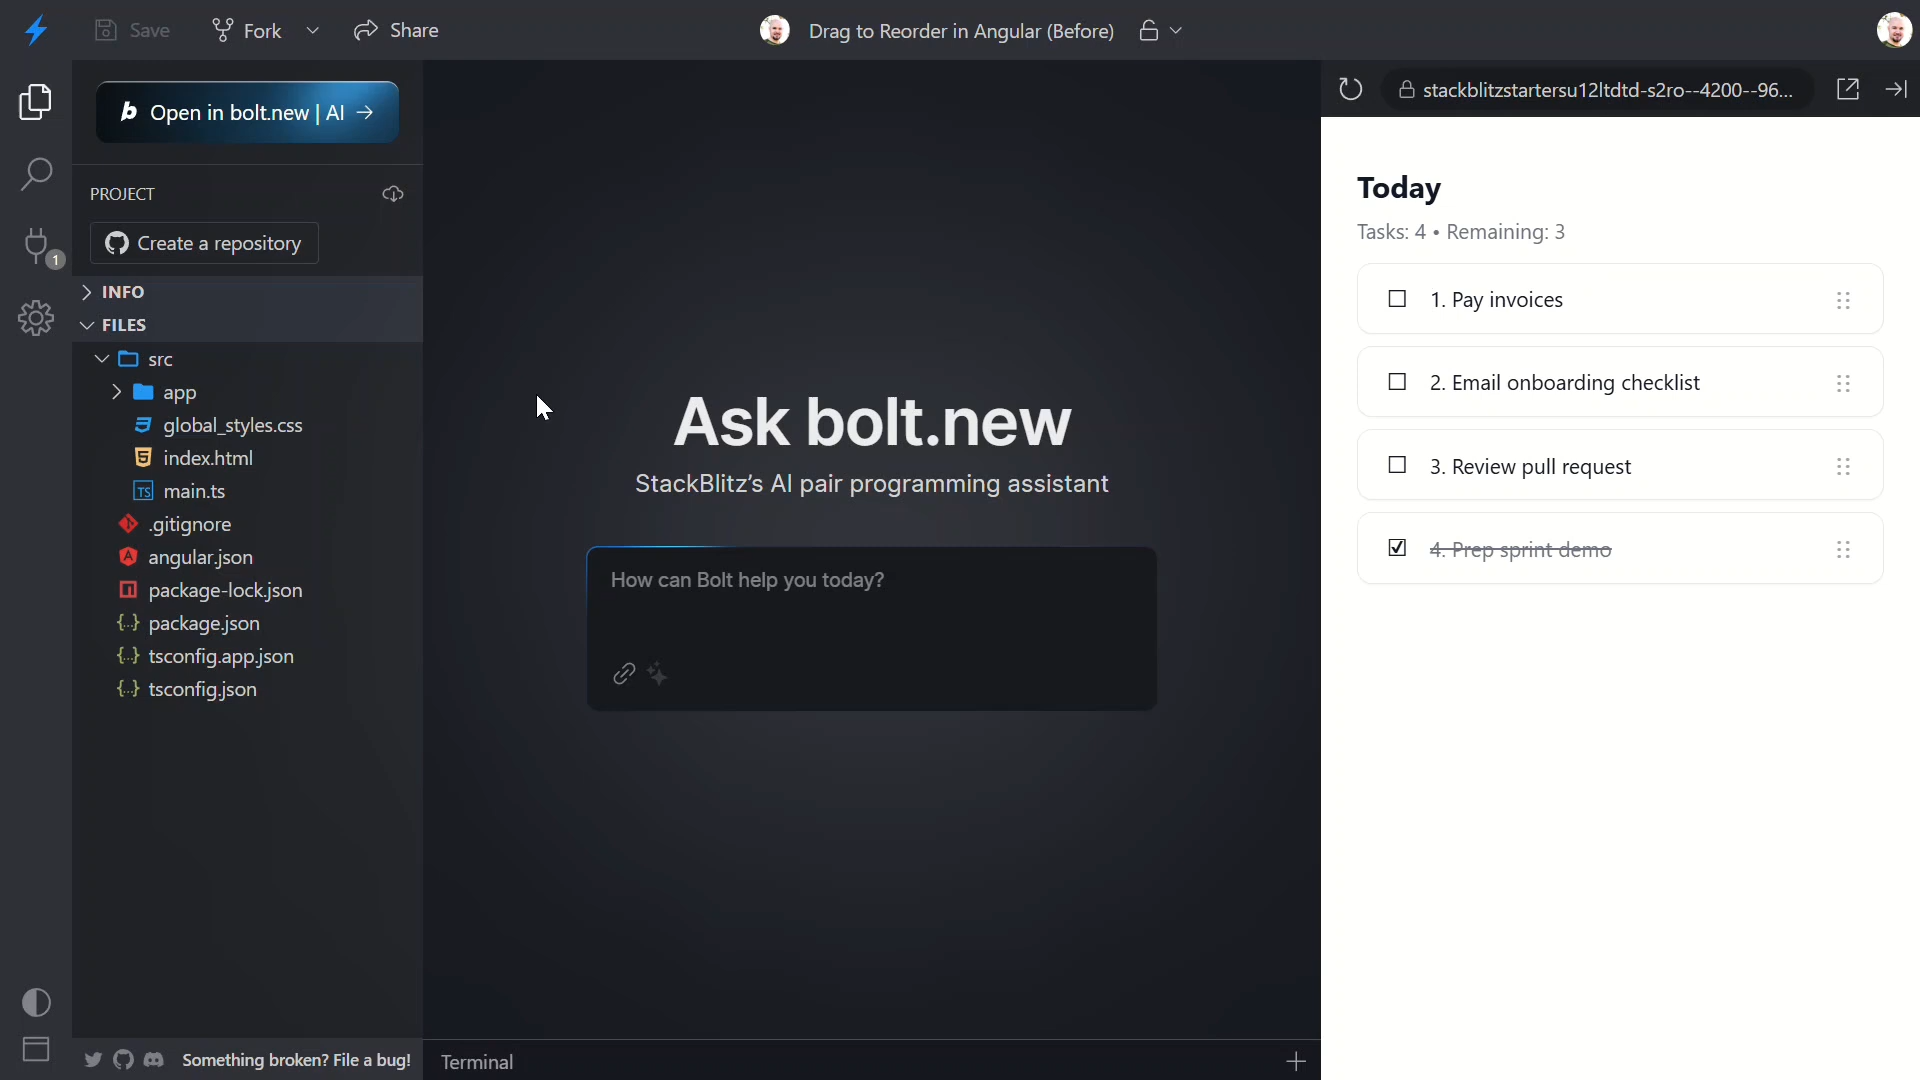 Save
Fork
Share
Drag to Reorder in Angular (Before)
b Open in bolt.new | AI
PROJECT
Create a repository
1
INFO
FILES
src
app
global_styles.css
index.html
TS main.ts
.gitignore
angular.json
package-lock.json
{..} package.json
{..} tsconfig.app.json
{..} tsconfig.json
Something broken? File a bug!
Ask bolt.new
StackBlitz's AI pair programming assistant
How can Bolt help you today?
Terminal
stackblitzstartersu12ltdtd-s2ro--4200--96...
Today
Tasks: 4 • Remaining: 3
1. Pay invoices
2. Email onboarding checklist
3. Review pull request
4. Prep sprint demo